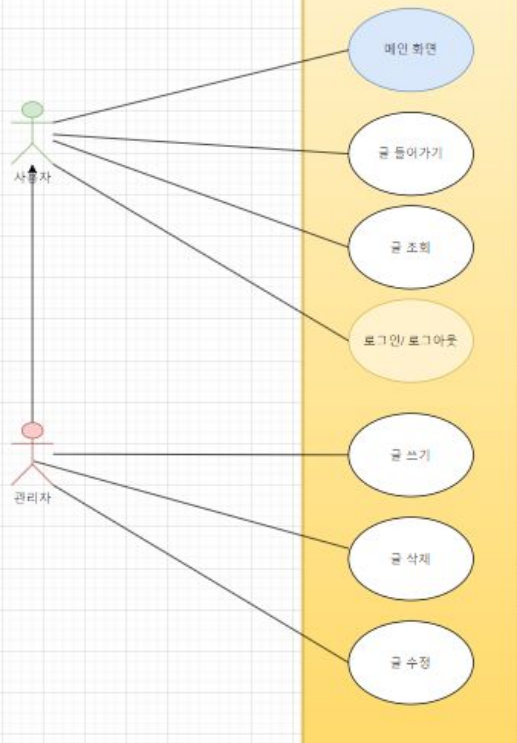 메인 화면
글 들어가기
사용자
글 조회
로그인/ 로그아웃
글 쓰기
관리자
글 삭제
글 수정